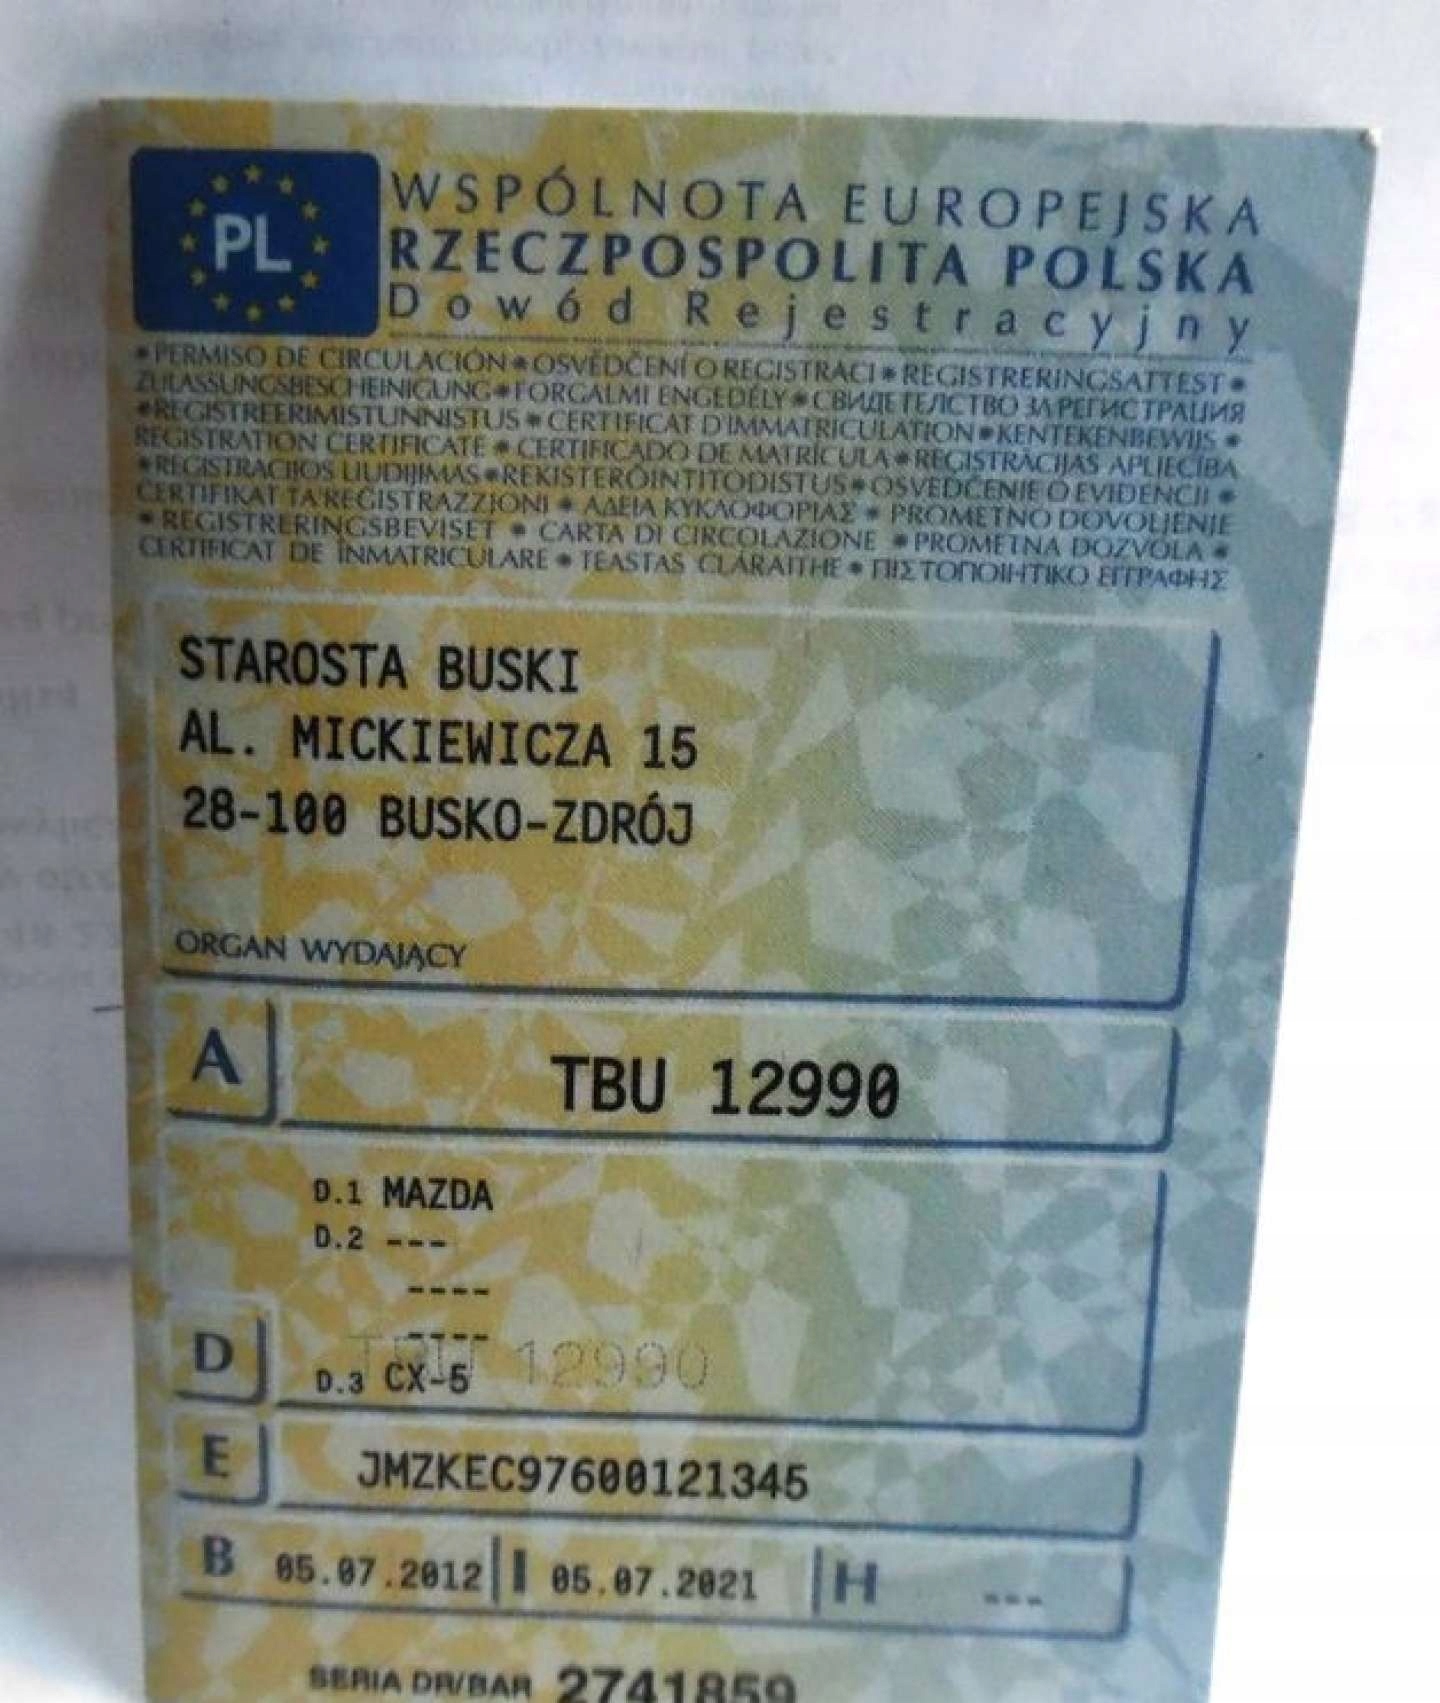 PL
WSPÓLNOTA EUROPEJSKA
RZECZPOSPOLITA POLSKA
Dowód Rejestracyjny
*PERMISO DE CIRCULACIÓN*OSVĚDČENÍ O REGISTRACI*REGISTRERINGSATTEST*
ZULASSUNGSBESCHEINIGUNG*FORGALMI ENGEDÉLY*СВИДЕТЕЛСТВО ЗА РЕГИСТРАЦИЯ
*REGISTREERIMISTUNNISTUS*CERTIFICAT D'IMMATRICULATION*KENTEKENBEWIJS*
REGISTRATION CERTIFICATE*CERTIFICADO DE MATRÍCULA*REGISTRĀCIJAS APLIECĪBA
*REGISTRACIJOS LIUDIJIMAS*REKISTERÖINTITODISTUS*OSVEDČENIE O EVIDENCII*
ĊERTIFIKAT TA'REĠISTRAZZJONI*ΑΔΕΙΑ ΚΥΚΛΟΦΟΡΙΑΣ*PROMETNO DOVOLJENJE
*REGISTRERINGSBEVISET*CARTA DI CIRCOLAZIONE*PROMETNA DOZVOLA*
CERTIFICAT DE ÎNMATRICULARE*TEASTAS CLÁRAITHE*ΠΙΣΤΟΠΟΙΗΤΙΚΟ ΕΓΓΡΑΦΗΣ
STAROSTA BUSKI
AL. MICKIEWICZA 15
28-100 BUSKO-ZDRÓJ
ORGAN WYDAJĄCY
A TBU 12990
D.1 MAZDA
D.2 ---
----
----
TBU 12990
D D.3 CX-5
E JMZKEC97600121345
B 05.07.2012 I 05.07.2021 H ---
SERIA DR/BAR 2741859